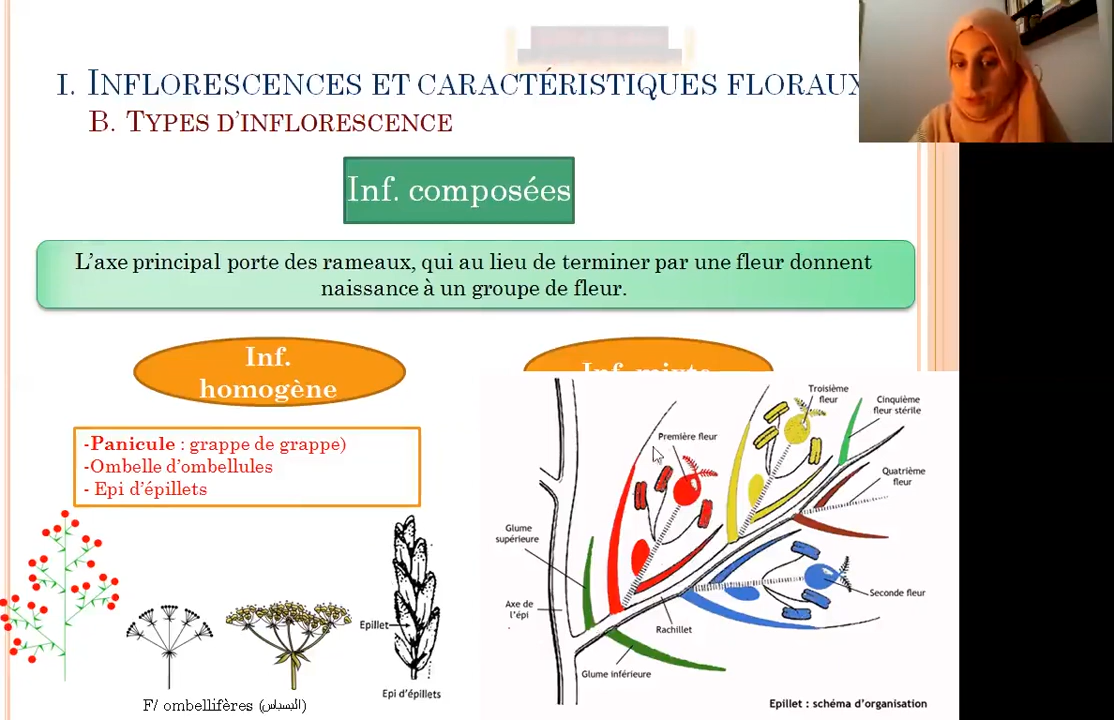 I. INFLORESCENCES ET CARACTÉRISTIQUES FLORAUX
B. TYPES D'INFLORESCENCE
Inf. composées
L'axe principal porte des rameaux, qui au lieu de terminer par une fleur donnent
naissance à un groupe de fleur.
Inf.
homogène
Inf. mixte
-Panicule : grappe de grappe)
-Ombelle d'ombellules
- Epi d'épillets
Epillet
Epi d'épillets
F/ ombellifères (البسباس)
Troisième
fleur
Cinquième
fleur stérile
Première fleur
Quatrième
fleur
Glume
supérieure
Seconde fleur
Axe de
l'épi
Rachillet
Glume inférieure
Epillet : schéma d'organisation